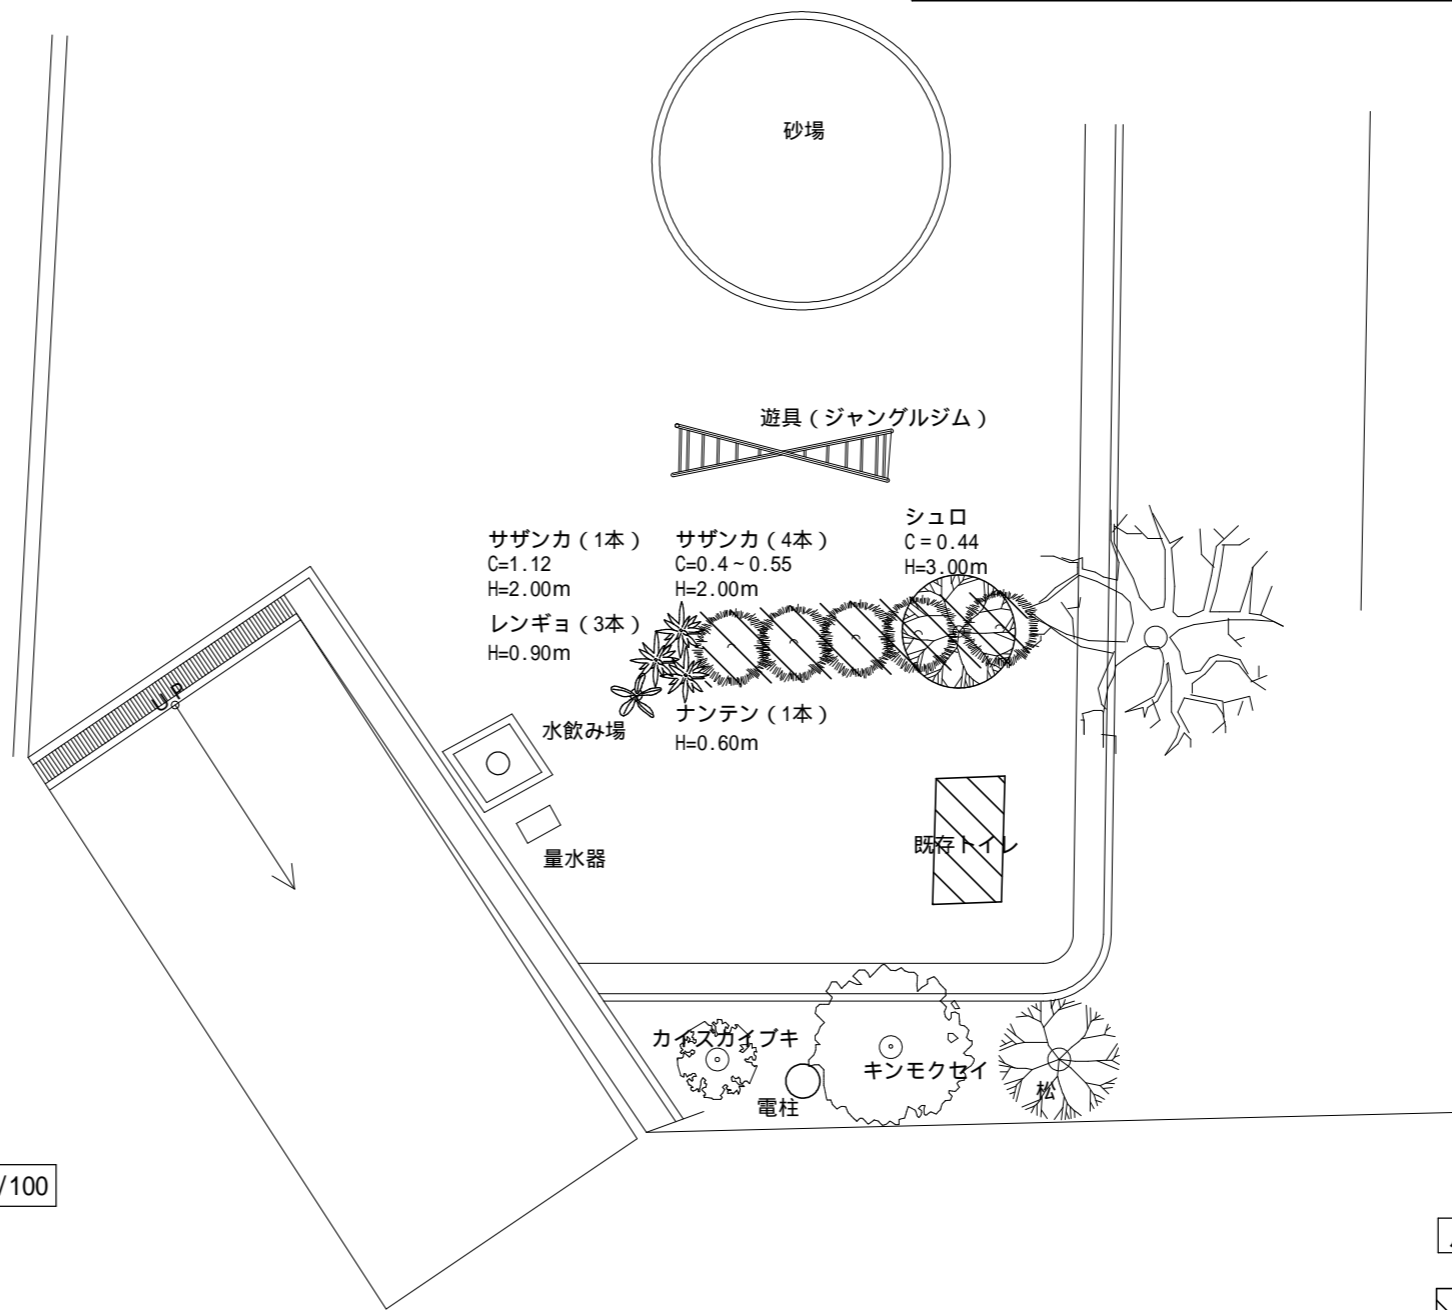 砂場
遊具(ジャングルジム)
シュロ
C=0.44
H=3.00m
サザンカ(1本)
C=1.12
H=2.00m
サザンカ(4本)
C=0.4~0.55
H=2.00m
レンギョ(3本)
H=0.90m
UP
水飲み場
ナンテン(1本)
H=0.60m
量水器
既存トイレ
カイズカイブキ
キンモクセイ
松
電柱
/100